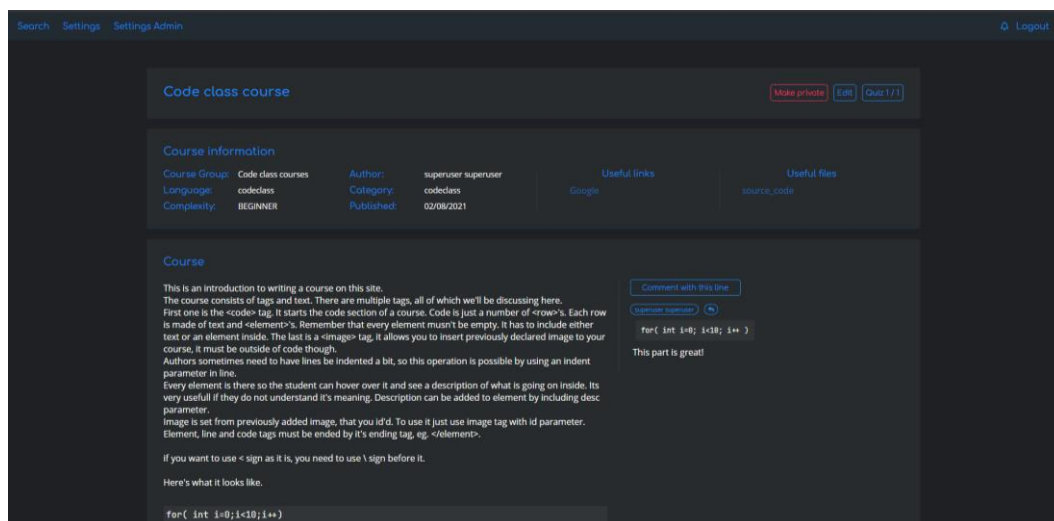 Search Settings Settings Admin Logout
Code class course
Make private Edit Quiz 1 / 1
Course information
Course Group: Code class courses Author: superuser superuser Useful links Useful files
Language: codeclass Category: codeclass Google source_code
Complexity: BEGINNER Published: 02/08/2021
Course
This is an introduction to writing a course on this site.
The course consists of tags and text. There are multiple tags, all of which we'll be discussing here.
First one is the <code> tag. It starts the code section of a course. Code is just a number of <row>'s. Each row
is made of text and <element>'s. Remember that every element musn't be empty. It has to include either
text or an element inside. The last is a <image> tag, it allows you to insert previously declared image to your
course, it must be outside of code though.
Authors sometimes need to have lines be indented a bit, so this operation is possible by using an indent
parameter in line.
Every element is there so the student can hover over it and see a description of what is going on inside. Its
very usefull if they do not understand it's meaning. Description can be added to element by including desc
parameter.
Image is set from previously added image, that you id'd. To use it just use image tag with id parameter.
Element, line and code tags must be ended by it's ending tag, eg. </element>.
if you want to use < sign as it is, you need to use \ sign before it.
Here's what it looks like.
for( int i=0;i<10;i++)
Comment with this line
superuser superuser
for( int i=0; i<10; i++ )
This part is great!